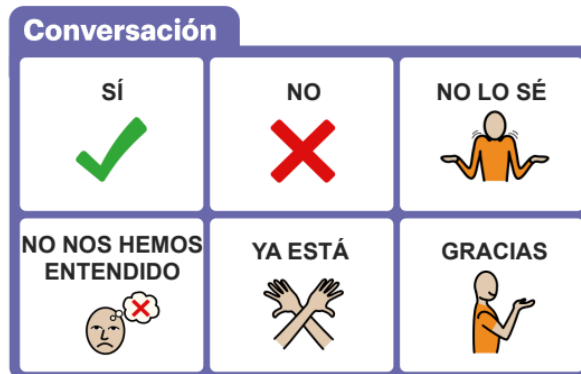 Conversación
SÍ
NO
NO LO SÉ
NO NOS HEMOS
ENTENDIDO
YA ESTÁ
GRACIAS